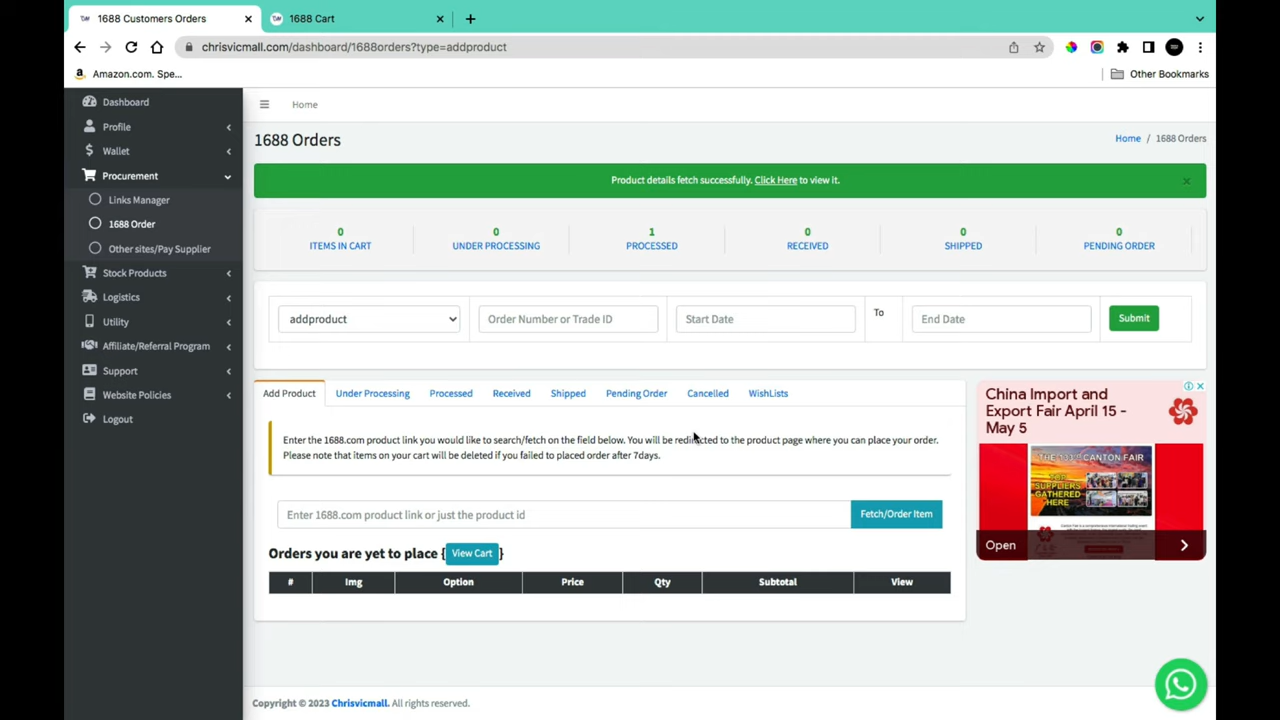 1688 Customers Orders
1688 Cart
chrisvicmall.com/dashboard/1688orders?type=addproduct
Amazon.com. Spe...
Other Bookmarks
Dashboard
Profile
Wallet
Procurement
Links Manager
1688 Order
Other sites/Pay Supplier
Stock Products
Logistics
Utility
Affiliate/Referral Program
Support
Website Policies
Logout
Home
1688 Orders
Home / 1688 Orders
Product details fetch successfully. Click Here to view it.
0 0 1 0 0 0
ITEMS IN CART UNDER PROCESSING PROCESSED RECEIVED SHIPPED PENDING ORDER
addproduct Order Number or Trade ID Start Date To End Date Submit
Add Product Under Processing Processed Received Shipped Pending Order Cancelled WishLists
Enter the 1688.com product link you would like to search/fetch on the field below. You will be redirected to the product page where you can place your order.
Please note that items on your cart will be deleted if you failed to placed order after 7days.
Enter 1688.com product link or just the product id Fetch/Order Item
Orders you are yet to place { View Cart }
# Img Option Price Qty Subtotal View
China Import and
Export Fair April 15 -
May 5
SUPPLIERS
GATHERED
HERE
Open
Copyright © 2023 Chrisvicmall. All rights reserved.